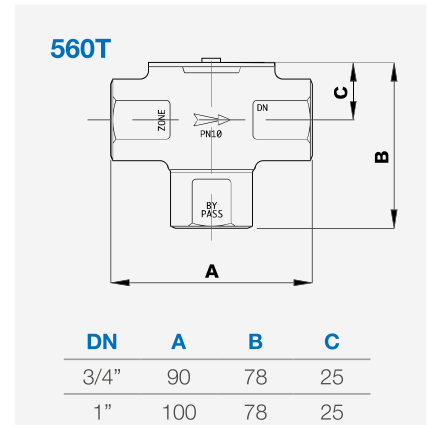 560T
ZONE
DN
PN10
BY
PASS
C
B
A
DN A B C
3/4” 90 78 25
1” 100 78 25